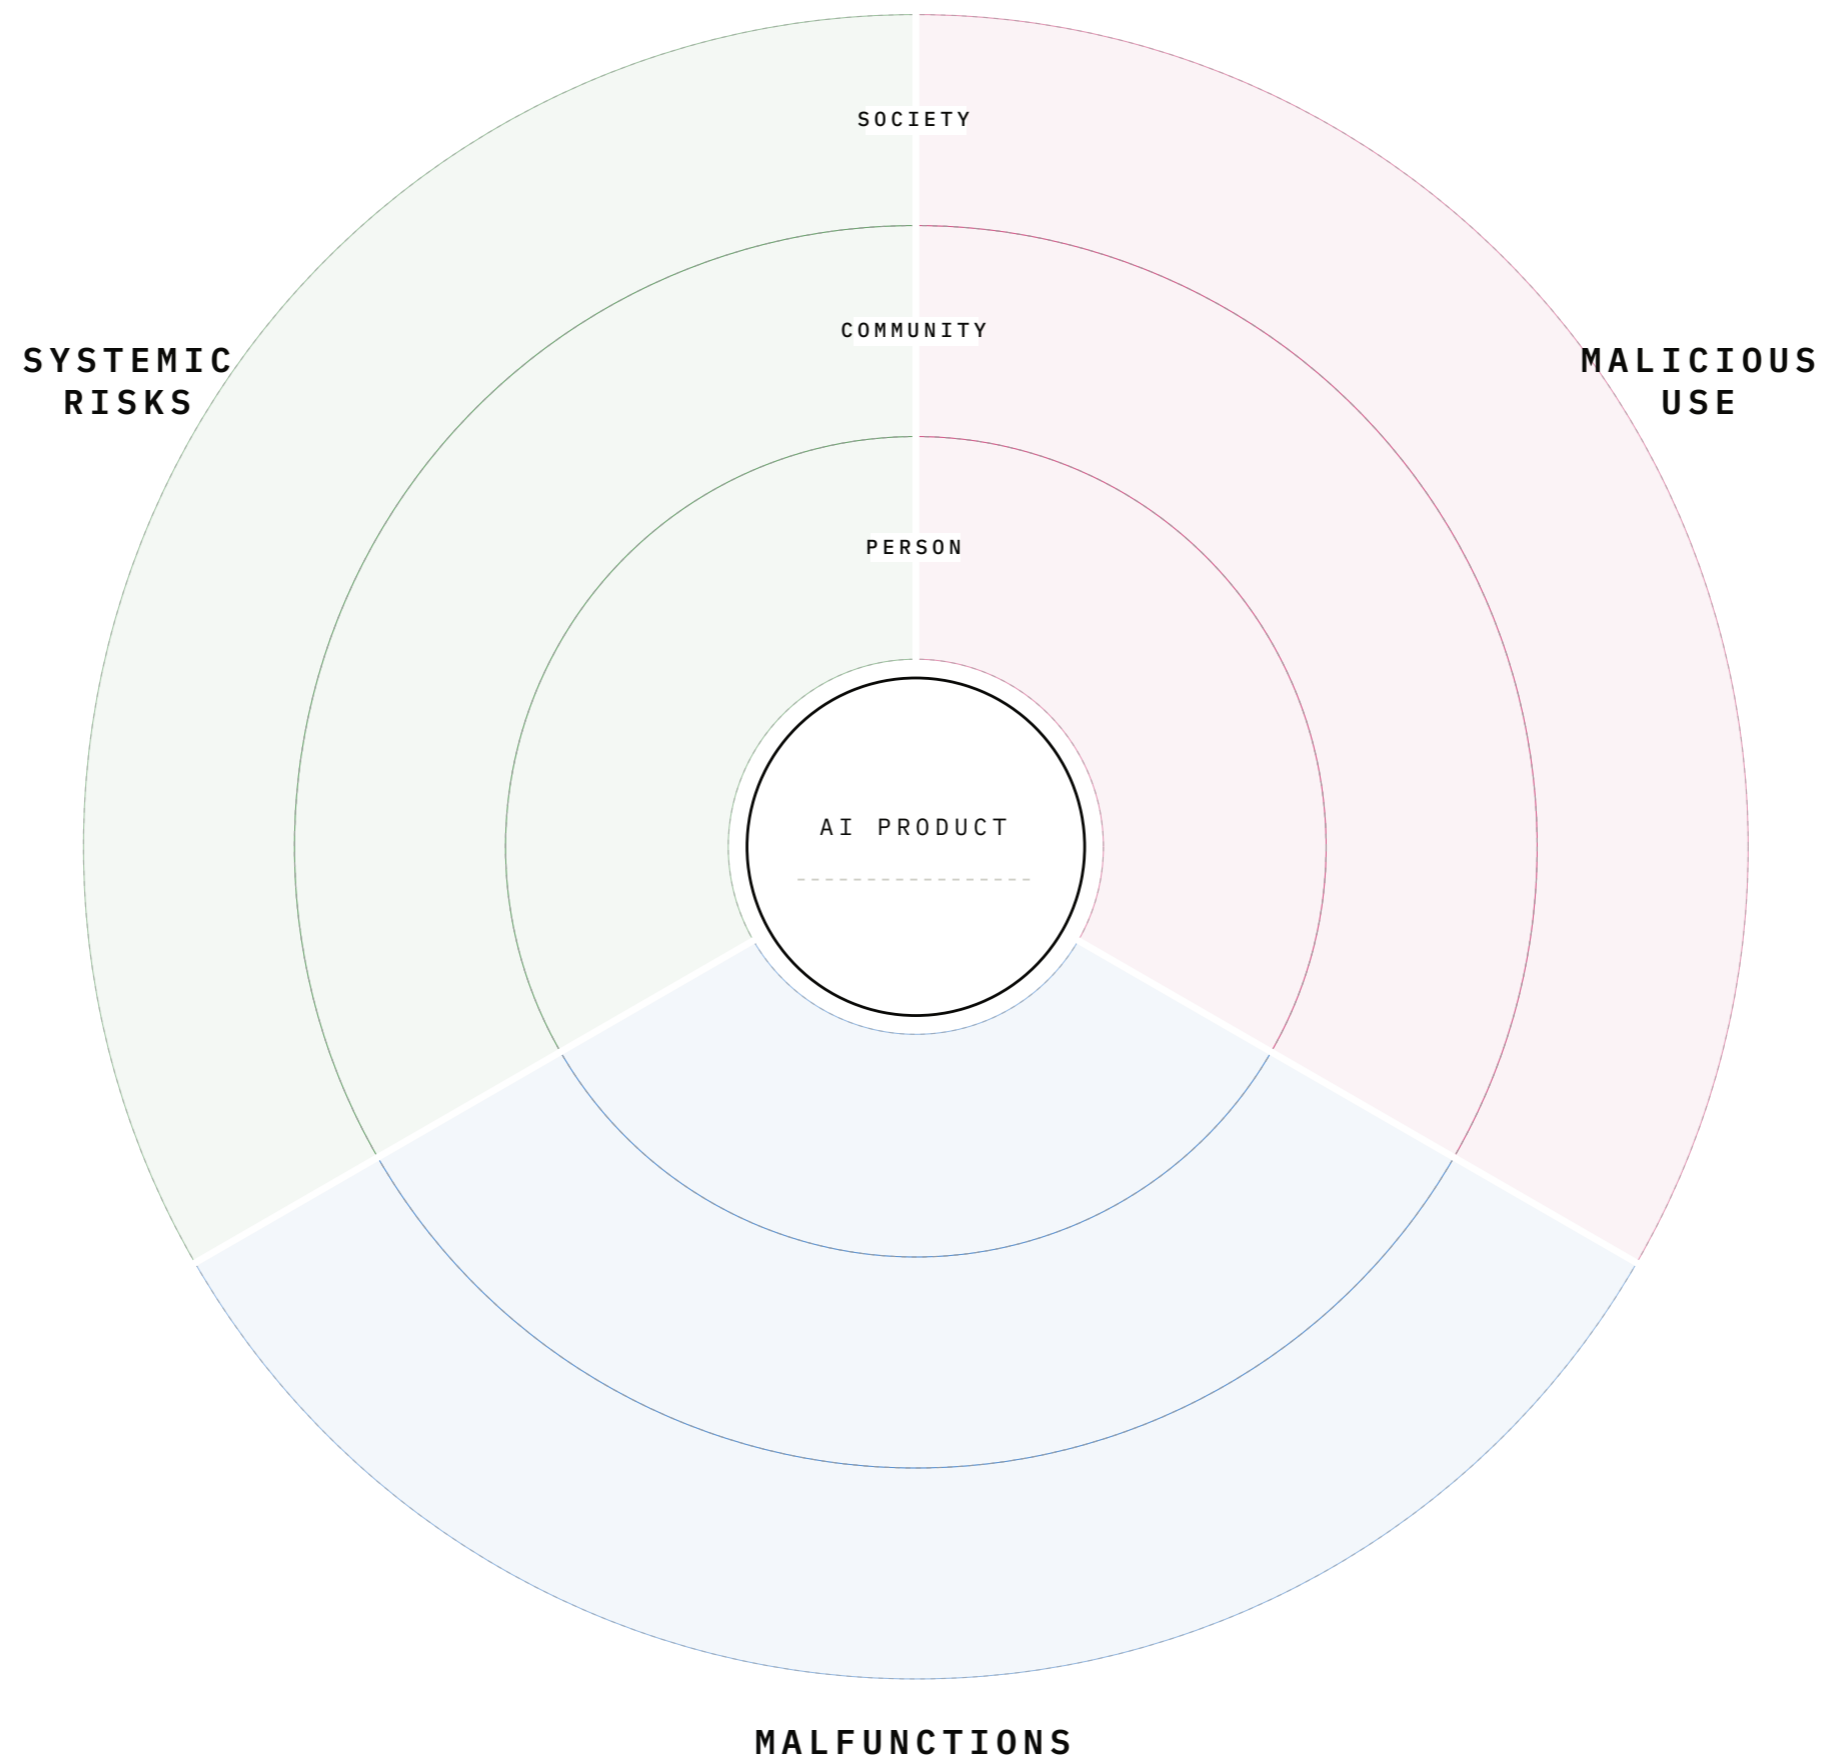 SOCIETY
COMMUNITY
SYSTEMIC
RISKS
MALICIOUS
USE
PERSON
AI PRODUCT
MALFUNCTIONS